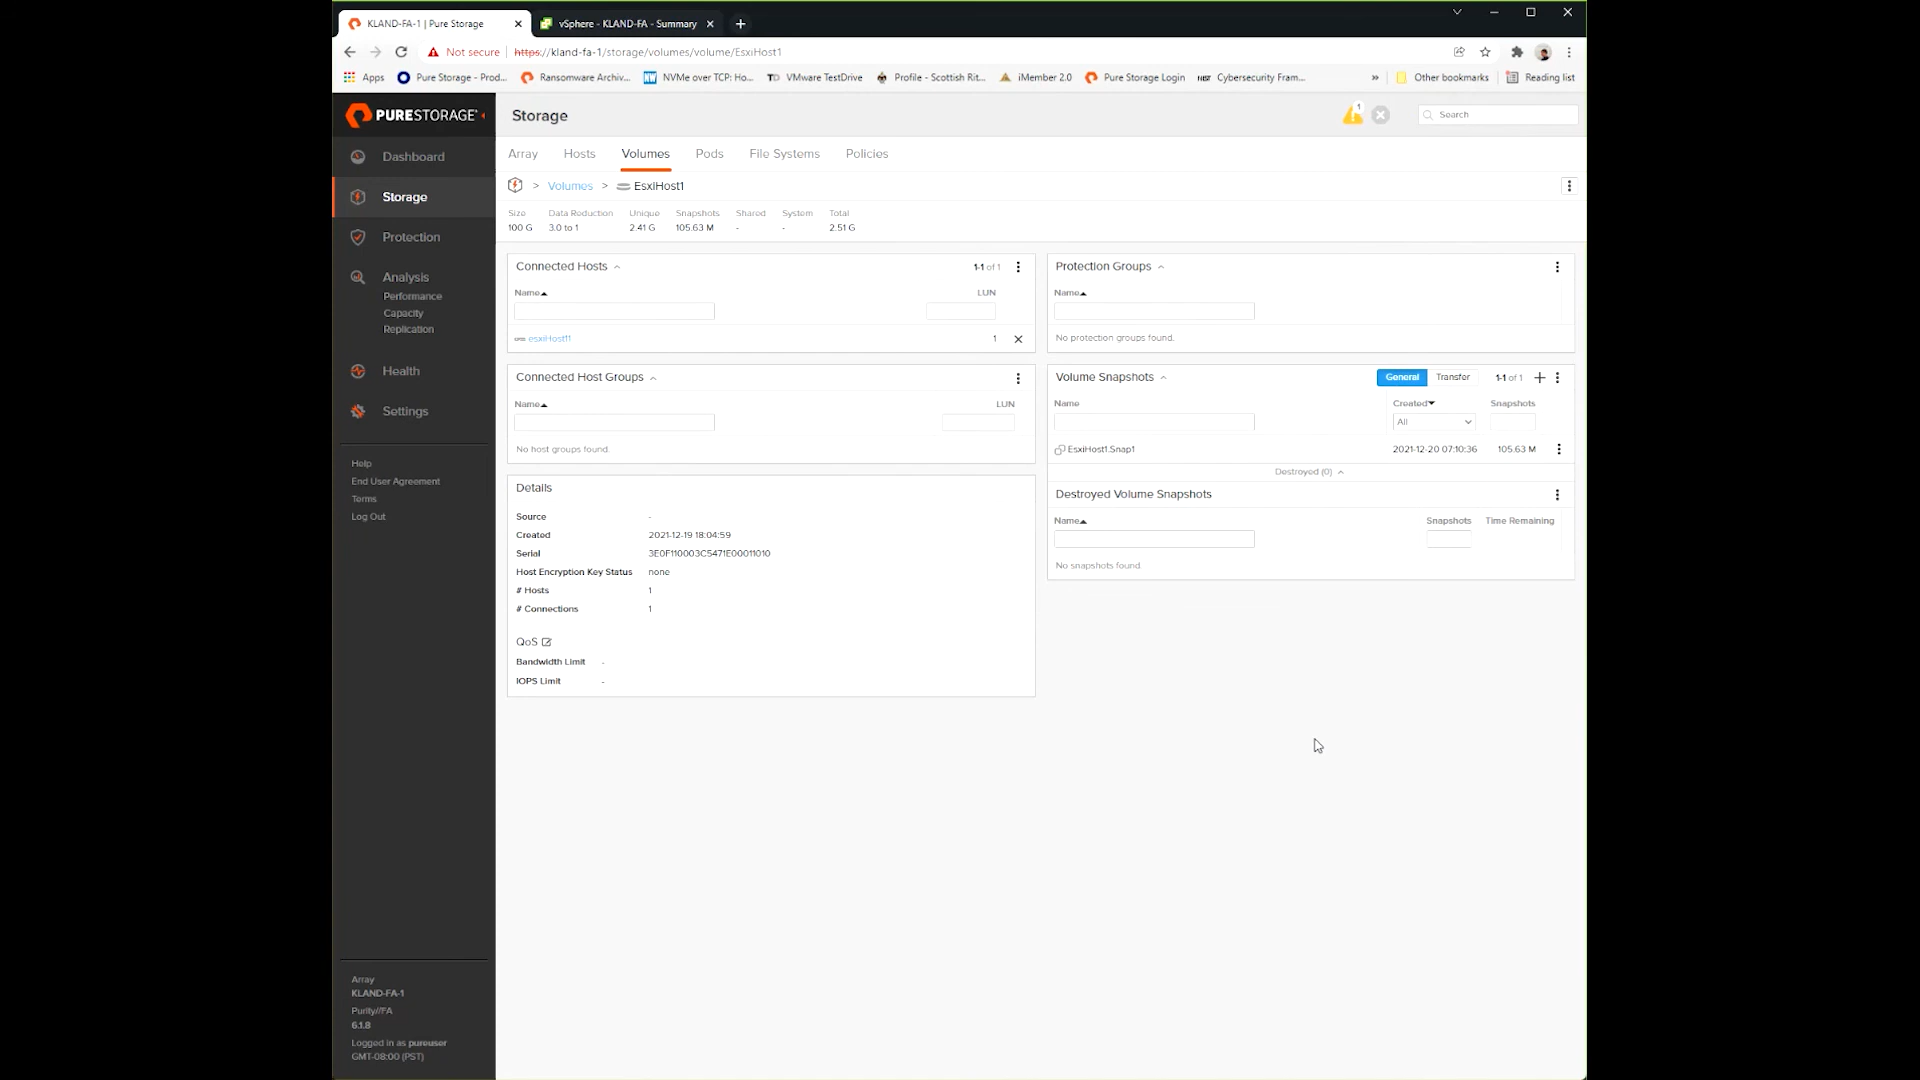 KLAND-FA-1 | Pure Storage
vSphere - KLAND-FA - Summary
Not secure
https://kland-fa-1/storage/volumes/volume/EsxiHost1
Apps
Pure Storage - Prod...
Ransomware Archiv...
NVMe over TCP: Ho...
VMware TestDrive
Profile - Scottish Rit...
iMember 2.0
Pure Storage Login
NIST
Cybersecurity Fram...
»
Other bookmarks
Reading list
PURESTORAGE
Storage
1
Search
Dashboard
Storage
Protection
Analysis
Performance
Capacity
Replication
Health
Settings
Help
End User Agreement
Terms
Log Out
Array
KLAND-FA-1
Purity//FA
6.1.8
Logged in as pureuser
GMT-08:00 (PST)
Array Hosts Volumes Pods File Systems Policies
> Volumes > EsxiHost1
Size Data Reduction Unique Snapshots Shared System Total
100 G 3.0 to 1 2.41 G 105.63 M - - 2.51 G
Connected Hosts 1-1 of 1
Name LUN
esxiHost11 1
Connected Host Groups
Name LUN
No host groups found.
Details
Source -
Created 2021-12-19 18:04:59
Serial 3E0F110003C5471E00011010
Host Encryption Key Status none
# Hosts 1
# Connections 1
QoS
Bandwidth Limit -
IOPS Limit -
Protection Groups
Name
No protection groups found.
Volume Snapshots General Transfer 1-1 of 1
Name Created Snapshots
All
EsxiHost1.Snap1 2021-12-20 07:10:36 105.63 M
Destroyed (0)
Destroyed Volume Snapshots
Name Snapshots Time Remaining
No snapshots found.